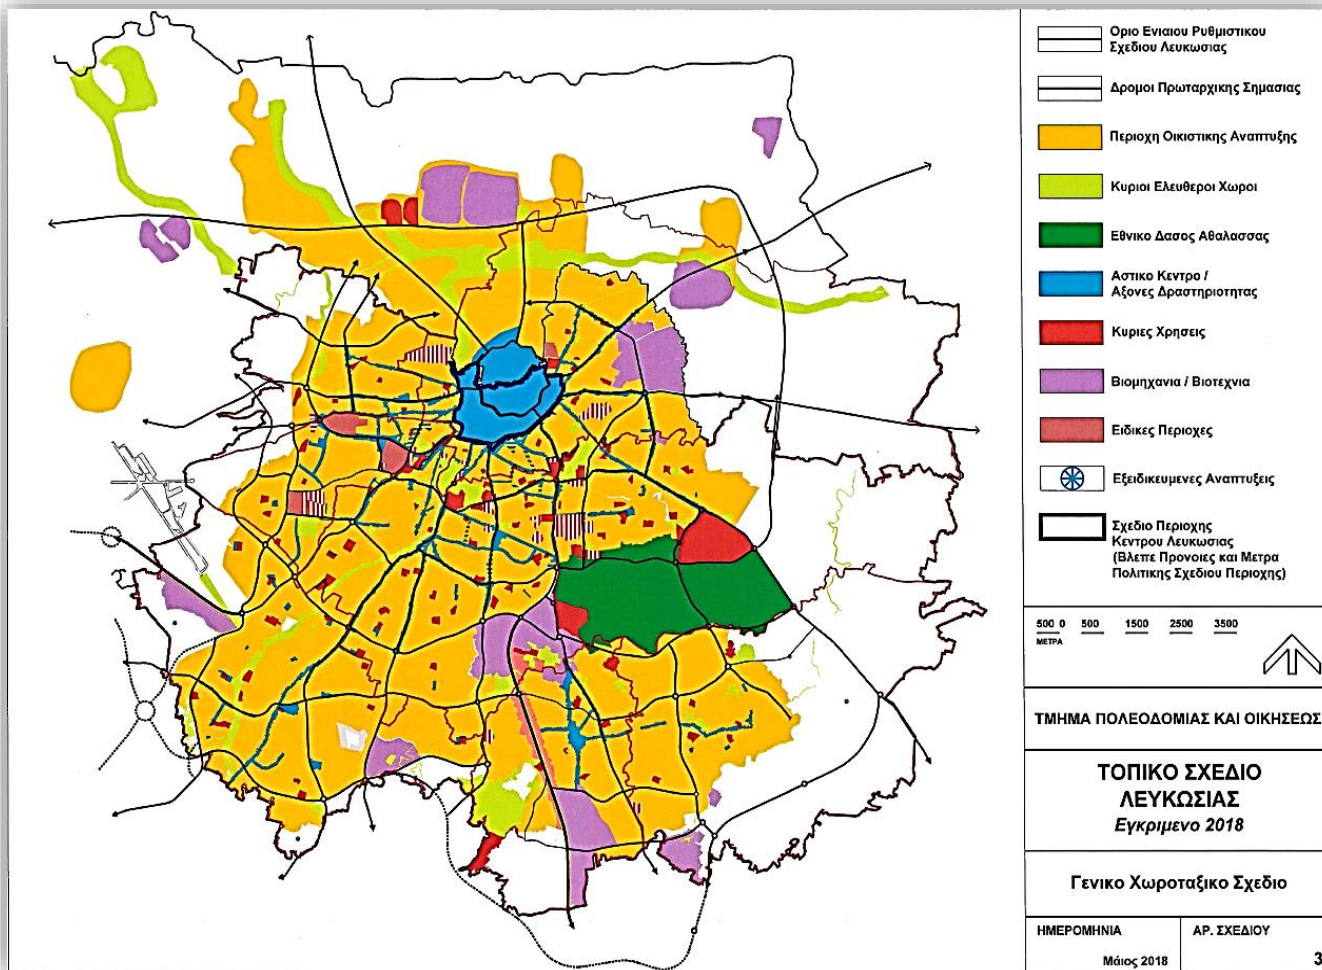 Οριο Ενιαιου Ρυθμιστικου
Σχεδιου Λευκωσιας
Δρομοι Πρωταρχικης Σημασιας
Περιοχη Οικιστικης Αναπτυξης
Κυριοι Ελευθεροι Χωροι
Εθνικο Δασος Αθαλασσας
Αστικο Κεντρο /
Αξονες Δραστηριοτητας
Κυριες Χρησεις
Βιομηχανια / Βιοτεχνια
Ειδικες Περιοχες
Εξειδικευμενες Αναπτυξεις
Σχεδιο Περιοχης
Κεντρου Λευκωσιας
(Βλεπε Προνοιες και Μετρα
Πολιτικης Σχεδιου Περιοχης)
500 0 500 1500 2500 3500
ΜΕΤΡΑ
ΤΜΗΜΑ ΠΟΛΕΟΔΟΜΙΑΣ ΚΑΙ ΟΙΚΗΣΕΩΣ
ΤΟΠΙΚΟ ΣΧΕΔΙΟ
ΛΕΥΚΩΣΙΑΣ
Εγκριμενο 2018
Γενικο Χωροταξικο Σχεδιο
ΗΜΕΡΟΜΗΝΙΑ
Μάιος 2018
ΑΡ. ΣΧΕΔΙΟΥ
3